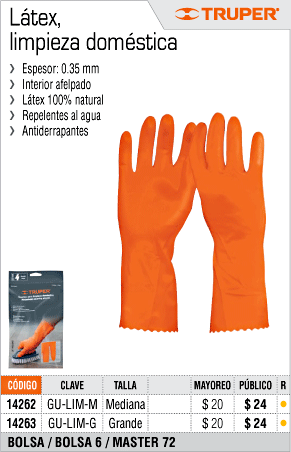 TRUPER®
Látex,
limpieza doméstica
Espesor: 0.35 mm
Interior afelpado
Látex 100% natural
Repelentes al agua
Antiderrapantes
TRUPER
CÓDIGO CLAVE TALLA MAYOREO PÚBLICO R
14262 GU-LIM-M Mediana $ 20 $ 24
14263 GU-LIM-G Grande $ 20 $ 24
BOLSA / BOLSA 6 / MASTER 72